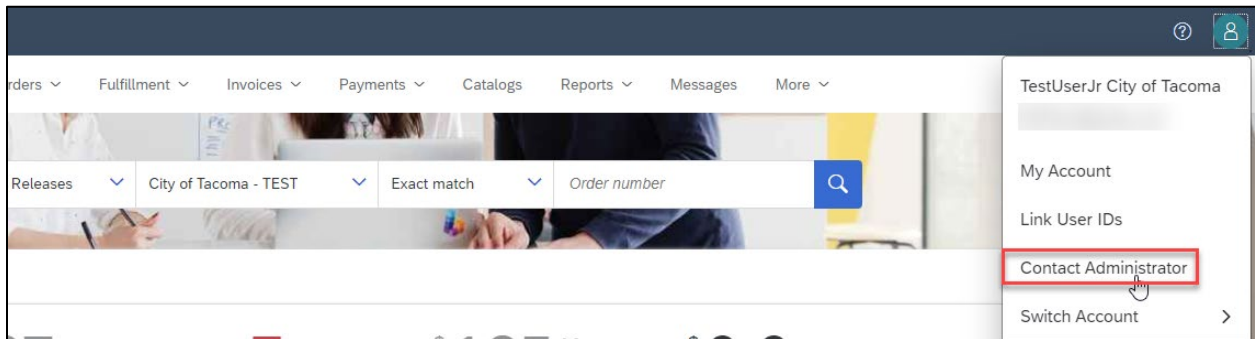 rders Fulfillment Invoices Payments Catalogs Reports Messages More
TestUserJr City of Tacoma
Releases City of Tacoma - TEST Exact match Order number
My Account
Link User IDs
Contact Administrator
Switch Account